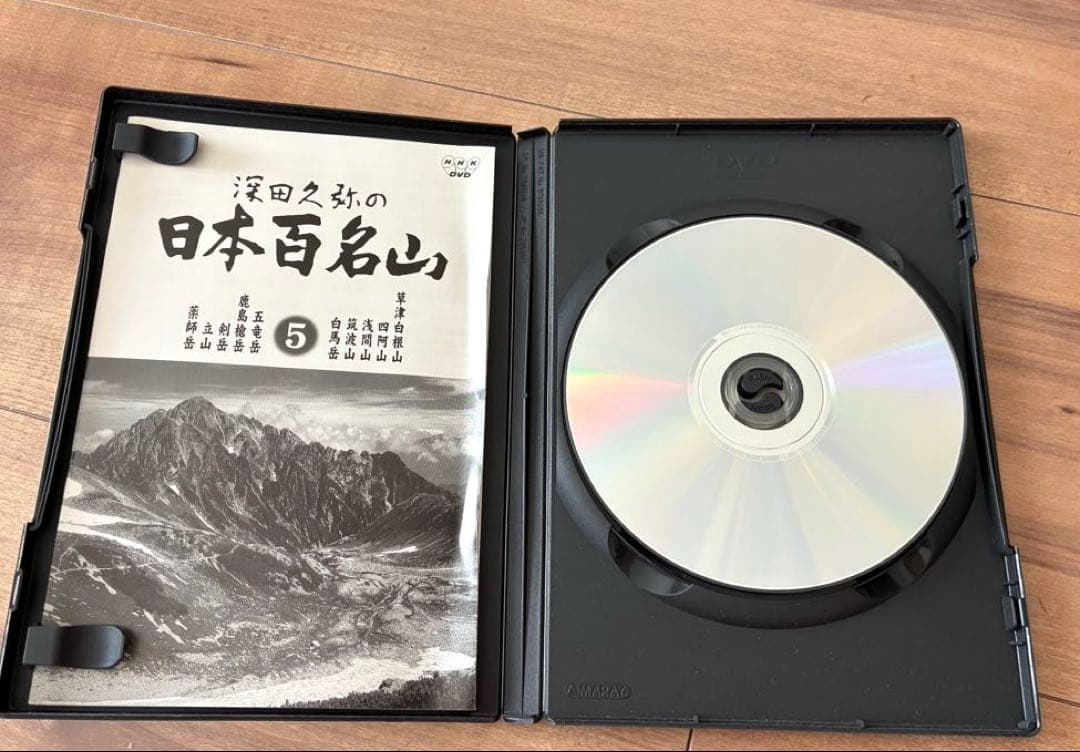 NHK
DVD
深田久弥の
日本百名山
草津白根山
四阿山
浅間山
筑波山
白馬岳
5
五竜岳
鹿島槍岳
剣岳
立山
薬師岳
DVD
AMARAY